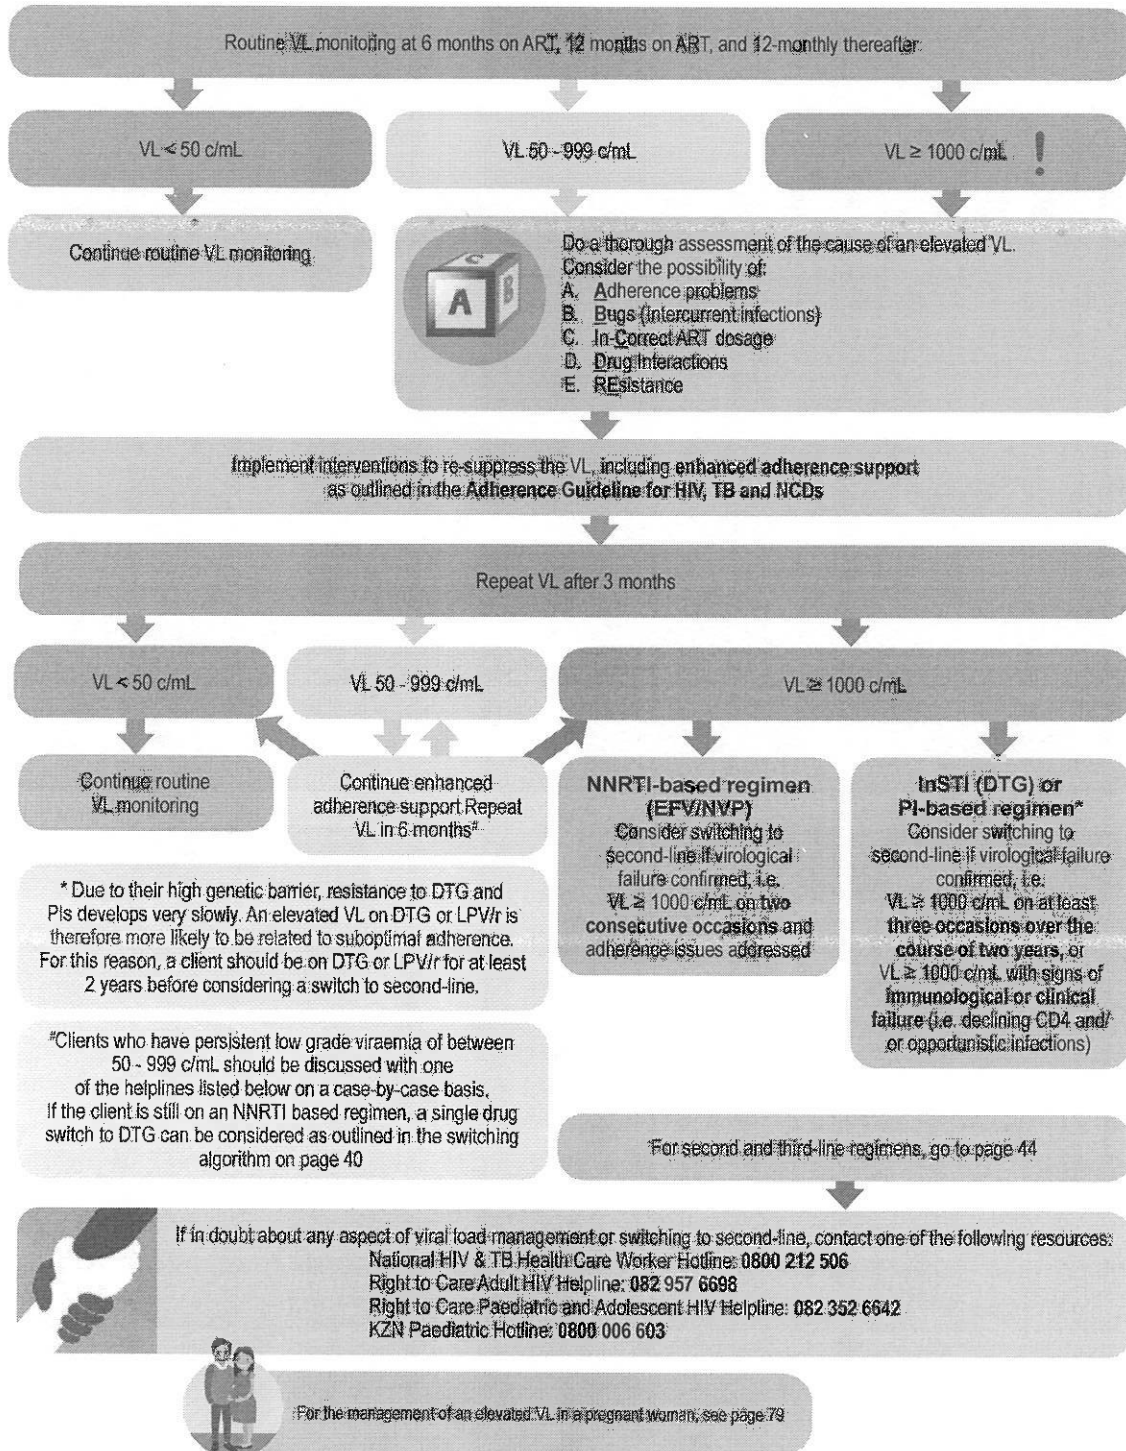 Routine VL monitoring at 6 months on ART, 12 months on ART, and 12-monthly thereafter
VL < 50 c/mL
VL 50 - 999 c/mL
VL ≥ 1000 c/mL !
Continue routine VL monitoring
A B C
Do a thorough assessment of the cause of an elevated VL.
Consider the possibility of:
A. Adherence problems
B. Bugs (Intercurrent infections)
C. In-Correct ART dosage
D. Drug Interactions
E. REsistance
Implement interventions to re-suppress the VL, including enhanced adherence support
as outlined in the Adherence Guideline for HIV, TB and NCDs
Repeat VL after 3 months
VL < 50 c/mL
VL 50 - 999 c/mL
VL ≥ 1000 c/mL
Continue routine
VL monitoring
Continue enhanced
adherence support Repeat
VL in 6 months#
NNRTI-based regimen
(EFV/NVP)
Consider switching to
second-line if virological
failure confirmed, i.e.
VL ≥ 1000 c/mL on two
consecutive occasions and
adherence issues addressed
InSTI (DTG) or
PI-based regimen*
Consider switching to
second-line if virological failure
confirmed, i.e.
VL ≥ 1000 c/mL on at least
three occasions over the
course of two years, or
VL ≥ 1000 c/mL with signs of
immunological or clinical
failure (i.e. declining CD4 and/
or opportunistic infections)
* Due to their high genetic barrier, resistance to DTG and
PIs develops very slowly. An elevated VL on DTG or LPV/r is
therefore more likely to be related to suboptimal adherence.
For this reason, a client should be on DTG or LPV/r for at least
2 years before considering a switch to second-line.
#Clients who have persistent low grade viraemia of between
50 - 999 c/mL should be discussed with one
of the helplines listed below on a case-by-case basis.
If the client is still on an NNRTI based regimen, a single drug
switch to DTG can be considered as outlined in the switching
algorithm on page 40
For second and third-line regimens, go to page 44
If in doubt about any aspect of viral load management or switching to second-line, contact one of the following resources:
National HIV & TB Health Care Worker Hotline: 0800 212 506
Right to Care Adult HIV Helpline: 082 957 6698
Right to Care Paediatric and Adolescent HIV Helpline: 082 352 6642
KZN Paediatric Hotline: 0800 006 603
For the management of an elevated VL in a pregnant woman, see page 79